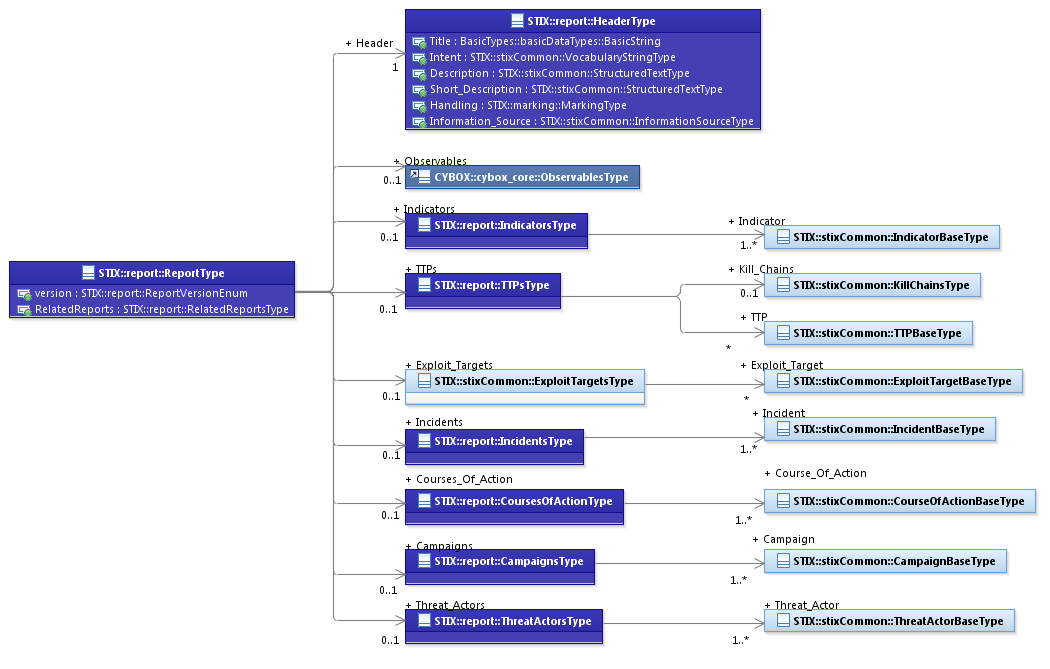 STIX::report::HeaderType
+ Header
1
Title : BasicTypes::basicDataTypes::BasicString
Intent : STIX::stixCommon::VocabularyStringType
Description : STIX::stixCommon::StructuredTextType
Short_Description : STIX::stixCommon::StructuredTextType
Handling : STIX::marking::MarkingType
Information_Source : STIX::stixCommon::InformationSourceType
+ Observables
0..1
CYBOX::cybox_core::ObservablesType
+ Indicators
0..1
STIX::report::IndicatorsType
+ Indicator
1..*
STIX::stixCommon::IndicatorBaseType
STIX::report::ReportType
version : STIX::report::ReportVersionEnum
RelatedReports : STIX::report::RelatedReportsType
+ TTPs
0..1
STIX::report::TTPsType
+ Kill_Chains
0..1
STIX::stixCommon::KillChainsType
+ TTP
*
STIX::stixCommon::TTPBaseType
+ Exploit_Targets
0..1
STIX::stixCommon::ExploitTargetsType
+ Exploit_Target
*
STIX::stixCommon::ExploitTargetBaseType
+ Incidents
0..1
STIX::report::IncidentsType
+ Incident
1..*
STIX::stixCommon::IncidentBaseType
+ Courses_Of_Action
0..1
STIX::report::CoursesOfActionType
+ Course_Of_Action
1..*
STIX::stixCommon::CourseOfActionBaseType
+ Campaigns
0..1
STIX::report::CampaignsType
+ Campaign
1..*
STIX::stixCommon::CampaignBaseType
+ Threat_Actors
0..1
STIX::report::ThreatActorsType
+ Threat_Actor
1..*
STIX::stixCommon::ThreatActorBaseType